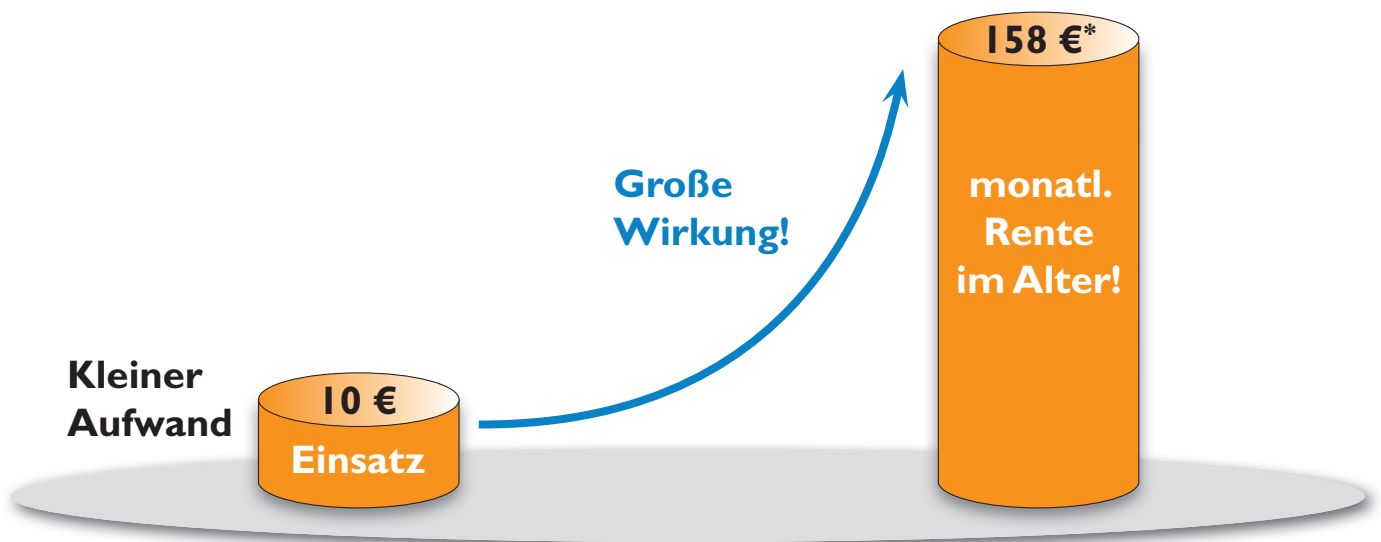 158 €*
Große
Wirkung!
monatl.
Rente
im Alter!
Kleiner
Aufwand
10 €
Einsatz